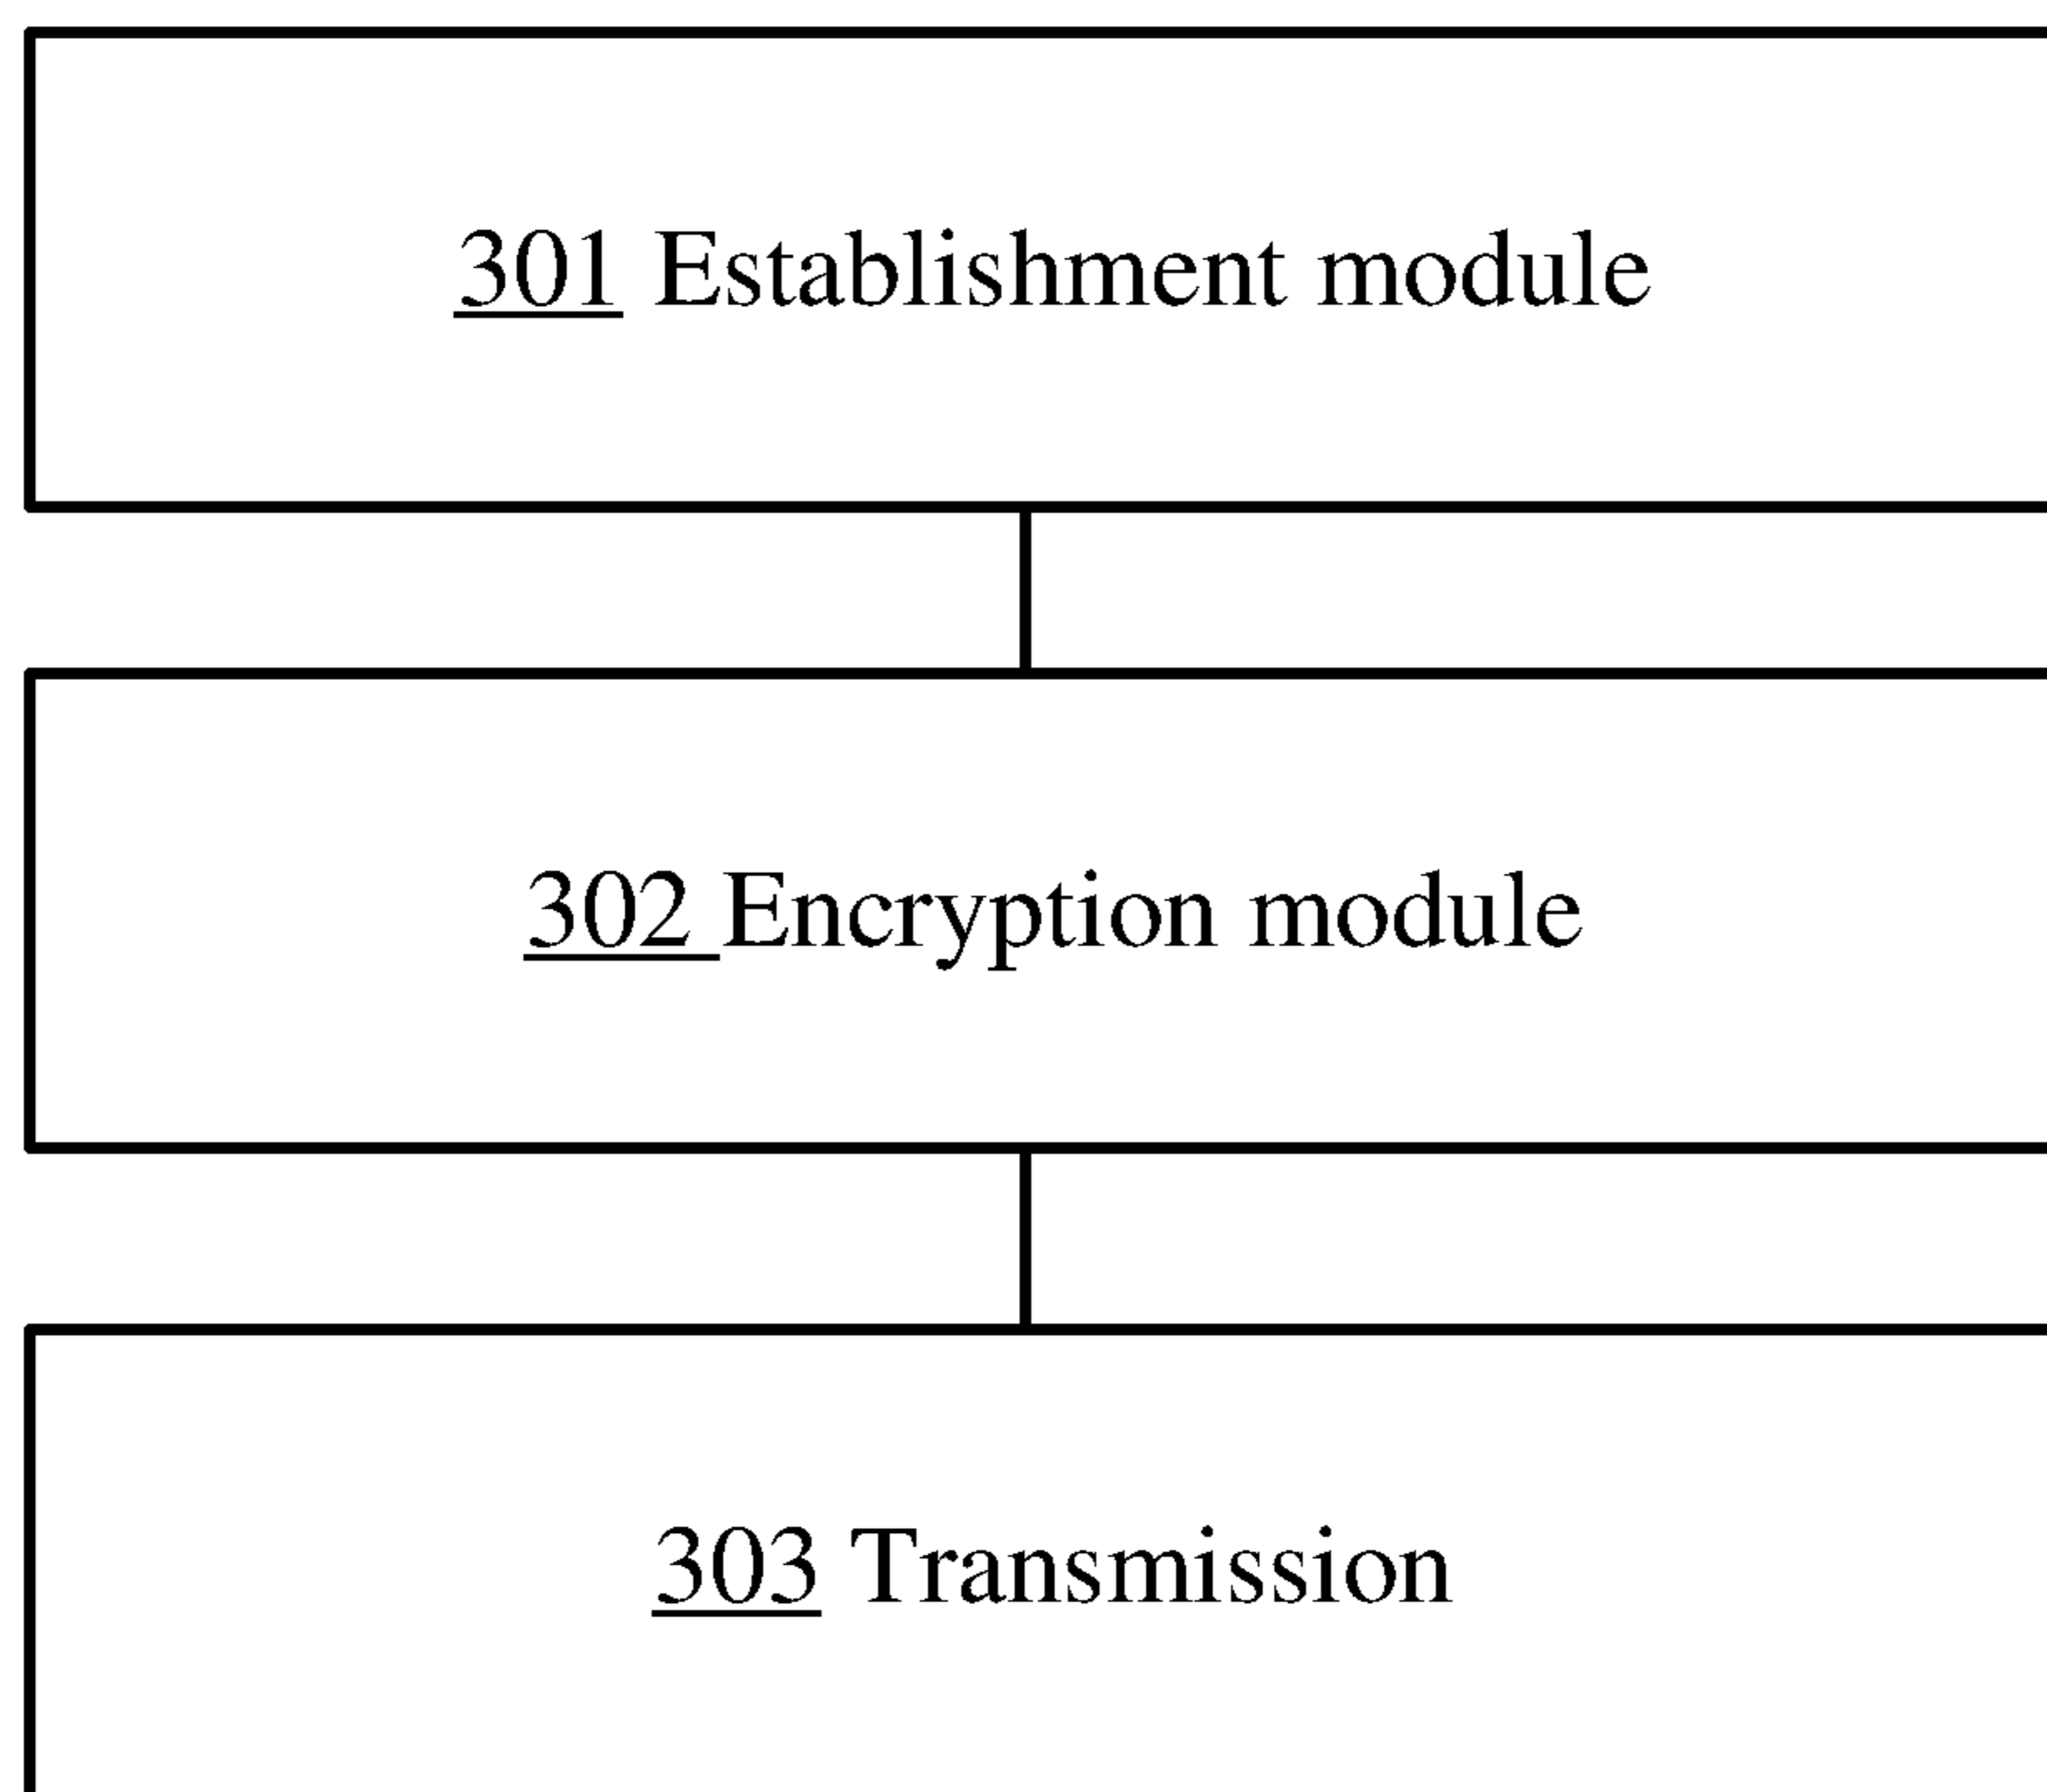 301 Establishment module
302 Encryption module
303 Transmission